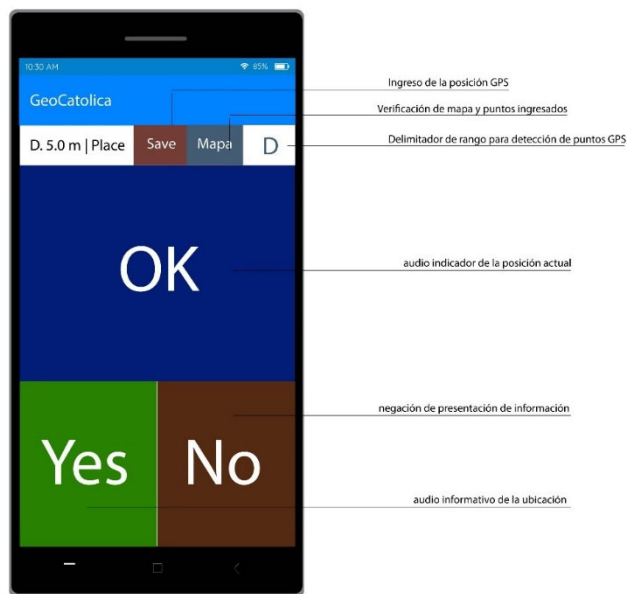 10:30 AM 85%
GeoCatolica
D. 5.0 m | Place Save Mapa D
OK
Yes No
Ingreso de la posición GPS
Verificación de mapa y puntos ingresados
Delimitador de rango para detección de puntos GPS
audio indicador de la posición actual
negación de presentación de información
audio informativo de la ubicación